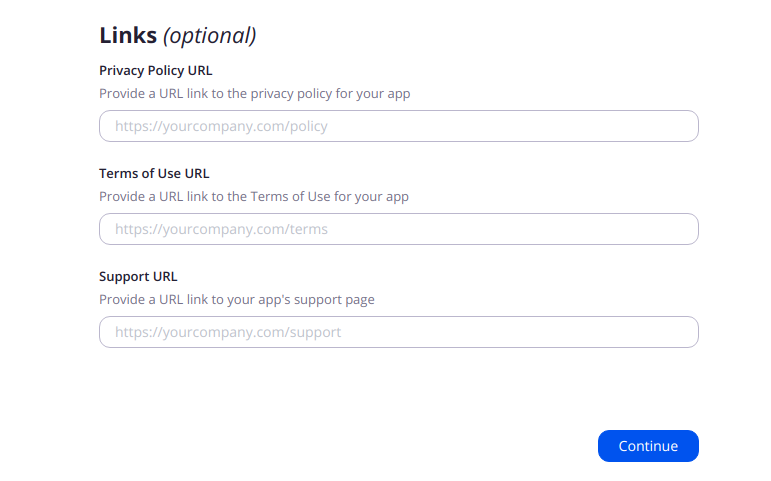 Links (optional)
Privacy Policy URL
Provide a URL link to the privacy policy for your app
https://yourcompany.com/policy
Terms of Use URL
Provide a URL link to the Terms of Use for your app
https://yourcompany.com/terms
Support URL
Provide a URL link to your app's support page
https://yourcompany.com/support
Continue